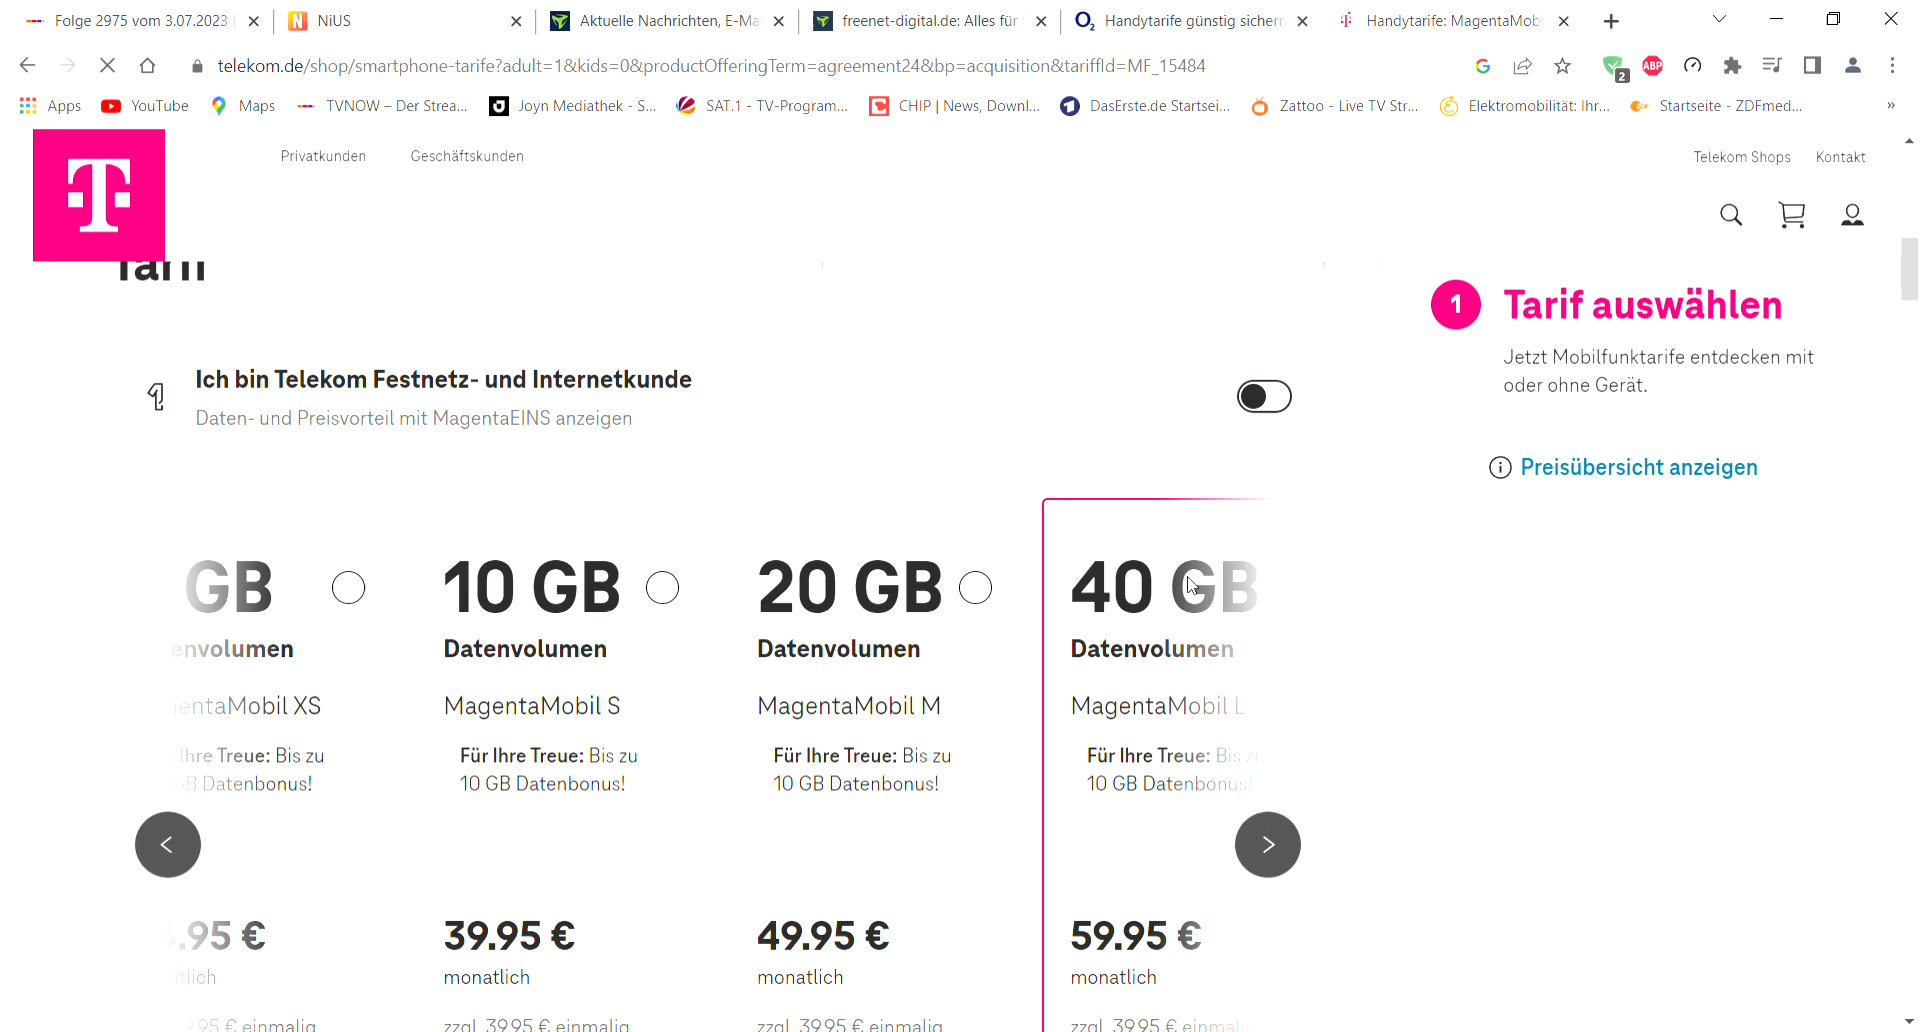 Folge 2975 vom 3.07.2023
NiUS
Aktuelle Nachrichten, E-Ma
freenet-digital.de: Alles für
Handytarife günstig sichern
Handytarife: MagentaMobi
telekom.de/shop/smartphone-tarife?adult=1&kids=0&productOfferingTerm=agreement24&bp=acquisition&tariffId=MF_15484
2
ABP
Apps
YouTube
Maps
TVNOW – Der Strea...
Joyn Mediathek - S...
SAT.1 - TV-Program...
CHIP | News, Downl...
DasErste.de Startsei...
Zattoo - Live TV Str...
Elektromobilität: Ihr...
Startseite - ZDFmed...
»
T
Privatkunden
Geschäftskunden
Telekom Shops
Kontakt
Tarif
1 Tarif auswählen
Jetzt Mobilfunktarife entdecken mit
oder ohne Gerät.
Preisübersicht anzeigen
Ich bin Telekom Festnetz- und Internetkunde
Daten- und Preisvorteil mit MagentaEINS anzeigen
GB
envolumen
entaMobil XS
Ihre Treue: Bis zu
GB Datenbonus!
.95 €
tlich
95 € einmalig
10 GB
Datenvolumen
MagentaMobil S
Für Ihre Treue: Bis zu
10 GB Datenbonus!
39.95 €
monatlich
zzgl. 39.95 € einmalig
20 GB
Datenvolumen
MagentaMobil M
Für Ihre Treue: Bis zu
10 GB Datenbonus!
49.95 €
monatlich
zzgl. 39.95 € einmalig
40 GB
Datenvolumen
MagentaMobil L
Für Ihre Treue: Bis zu
10 GB Datenbonus!
59.95 €
monatlich
zzgl. 39.95 € einmal